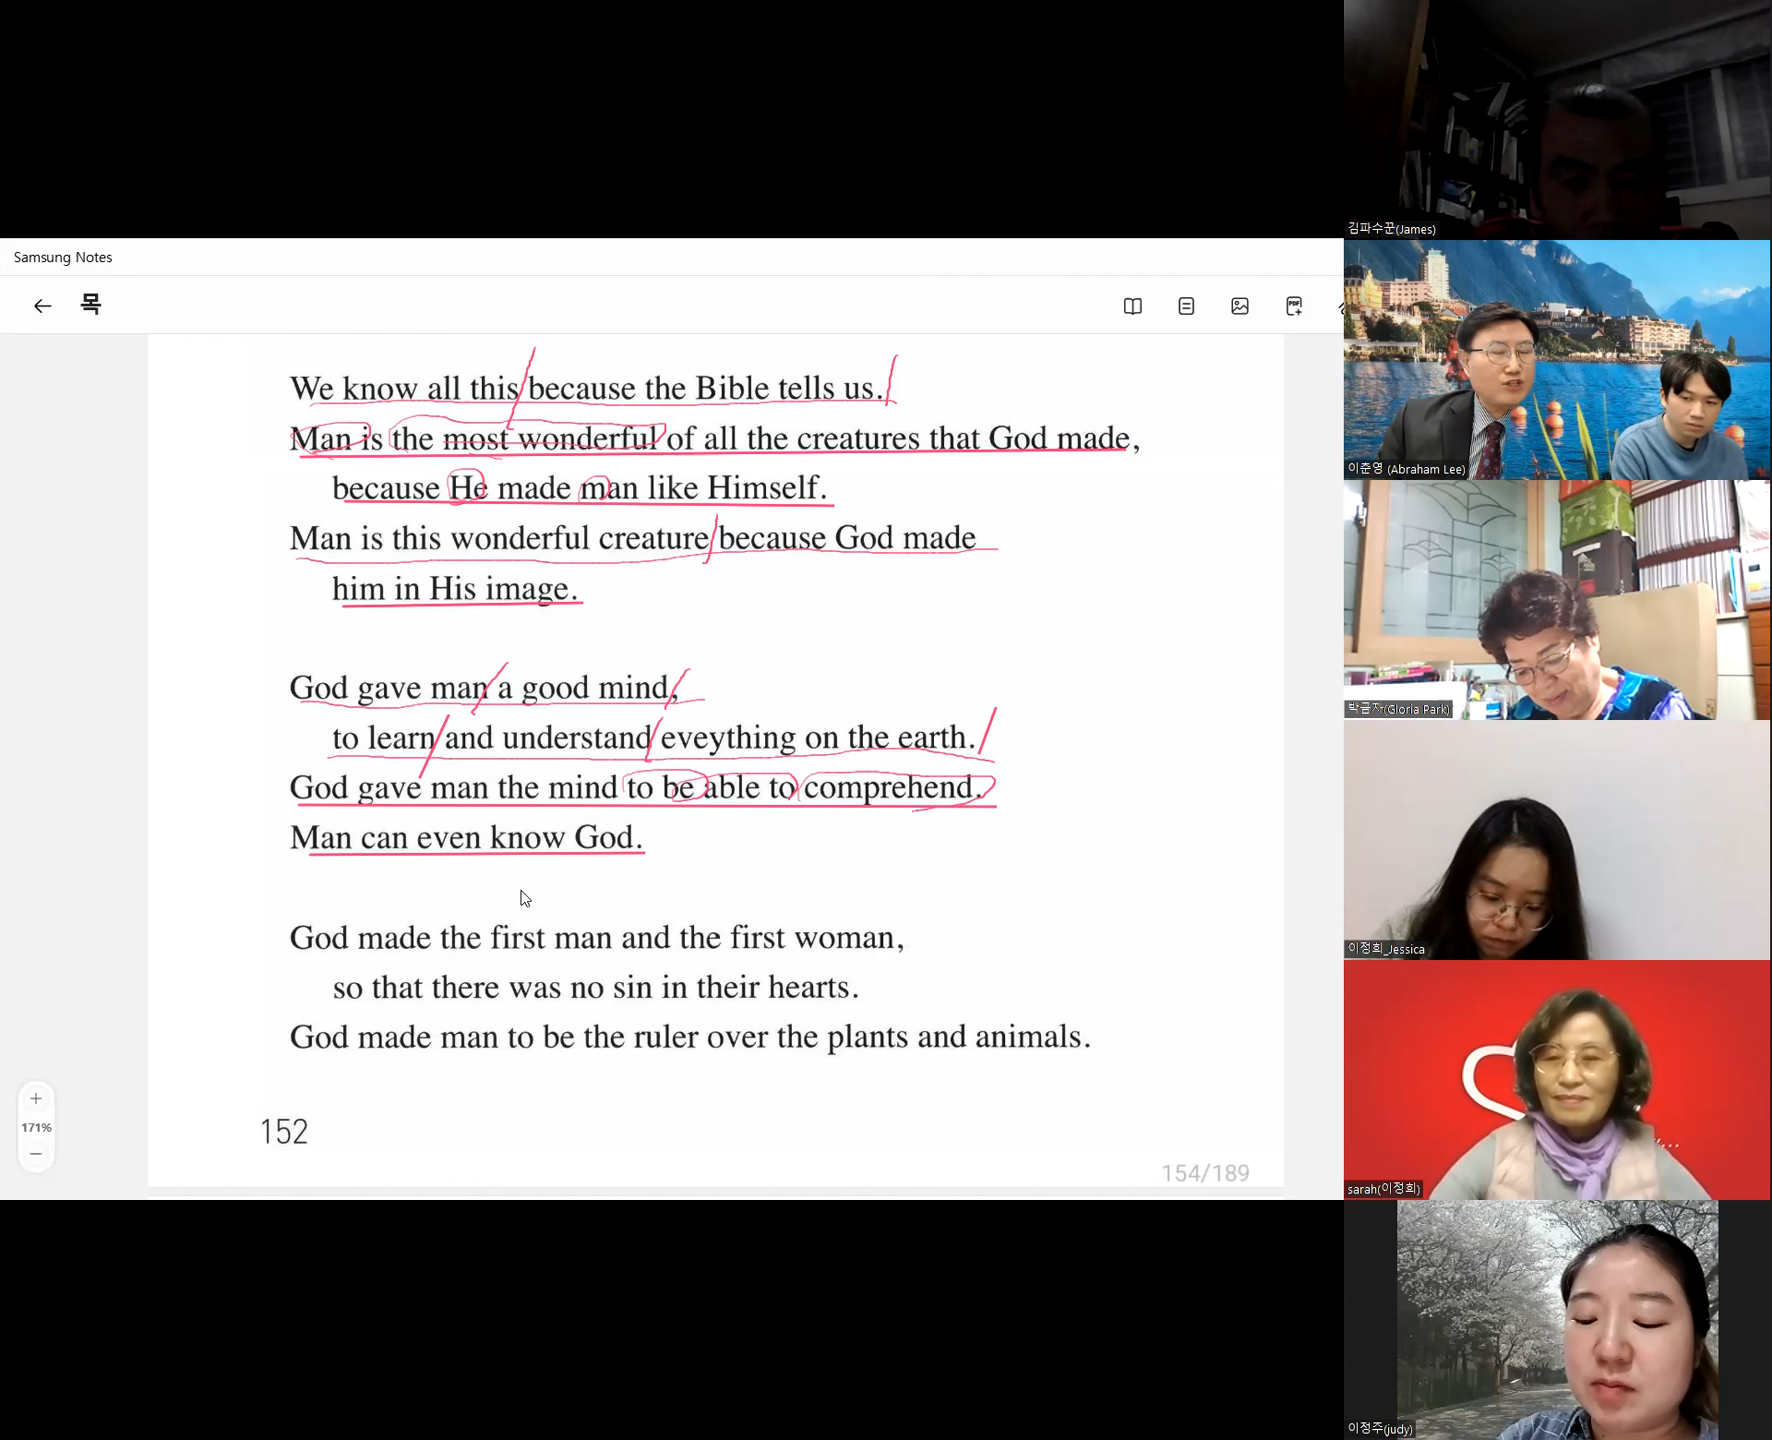 Samsung Notes
목
PDF
We know all this because the Bible tells us.
Man is the most wonderful of all the creatures that God made,
because He made man like Himself.
Man is this wonderful creature because God made
him in His image.
God gave man a good mind,
to learn and understand eveything on the earth.
God gave man the mind to be able to comprehend.
Man can even know God.
God made the first man and the first woman,
so that there was no sin in their hearts.
God made man to be the ruler over the plants and animals.
171%
152
154/189
김파수꾼(James)
이춘영 (Abraham Lee)
박금자(Gloria Park)
이정희_Jessica
sarah(이정희)
이정주(judy)